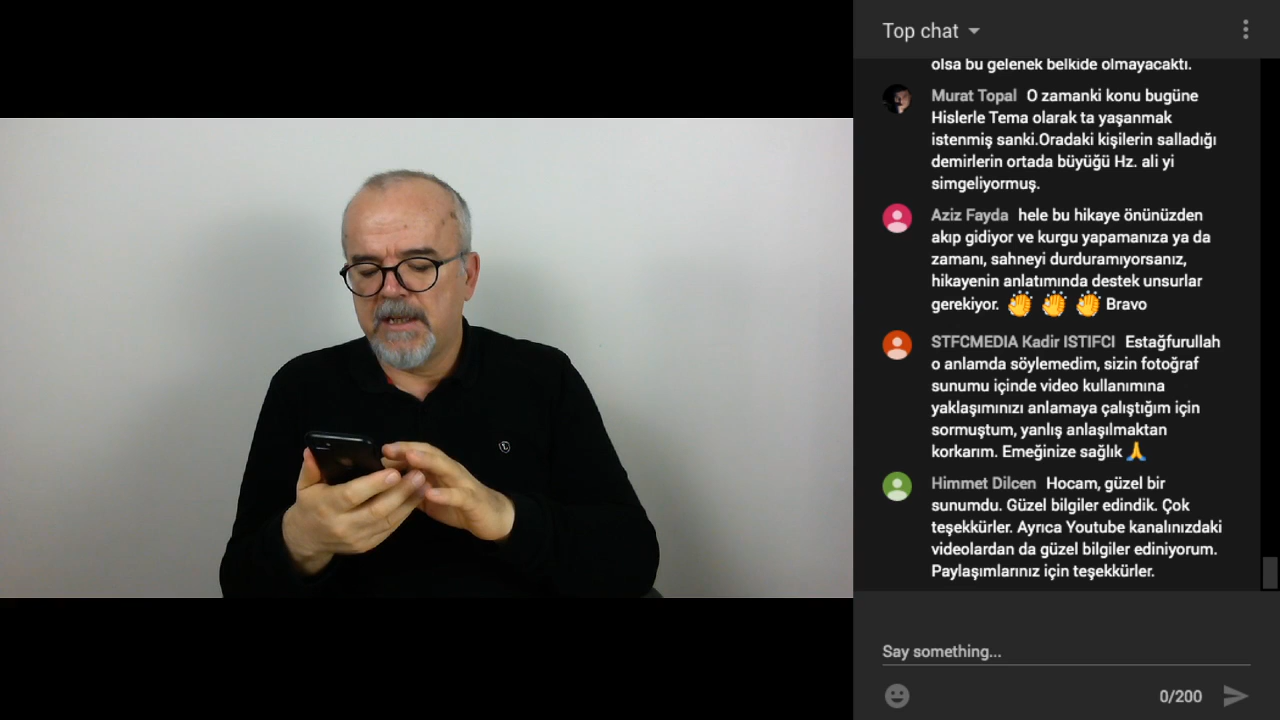 Top chat
olsa bu gelenek belkide olmayacaktı.
Murat Topal O zamanki konu bugüne
Hislerle Tema olarak ta yaşanmak
istenmiş sanki.Oradaki kişilerin salladığı
demirlerin ortada büyüğü Hz. ali yi
simgeliyormuş.
Aziz Fayda hele bu hikaye önünüzden
akıp gidiyor ve kurgu yapamanıza ya da
zamanı, sahneyi durduramıyorsanız,
hikayenin anlatımında destek unsurlar
gerekiyor. 👏 👏 👏 Bravo
STFCMEDIA Kadir ISTIFCI Estağfurullah
o anlamda söylemedim, sizin fotoğraf
sunumu içinde video kullanımına
yaklaşımınızı anlamaya çalıştığım için
sormuştum, yanlış anlaşılmaktan
korkarım. Emeğinize sağlık 🙏
Himmet Dilcen Hocam, güzel bir
sunumdu. Güzel bilgiler edindik. Çok
teşekkürler. Ayrıca Youtube kanalınızdaki
videolardan da güzel bilgiler ediniyorum.
Paylaşımlarınız için teşekkürler.
Say something...
0/200